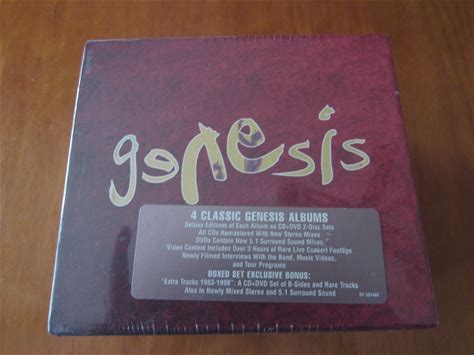 genesis
4 CLASSIC GENESIS ALBUMS
Deluxe Editions of Each Album as CD+DVD 2-Disc Sets
All CDs Remastered With New Stereo Mixes
DVDs Contain New 5.1 Surround Sound Mixes,
Video Content Includes Over 3 Hours of Rare Live Concert Footage
Newly Filmed Interviews With the Band, Music Videos,
and Tour Programs
BOXED SET EXCLUSIVE BONUS:
"Extra Tracks 1983-1998": A CD+DVD Set of B-Sides and Rare Tracks
Also In Newly Mixed Stereo and 5.1 Surround Sound